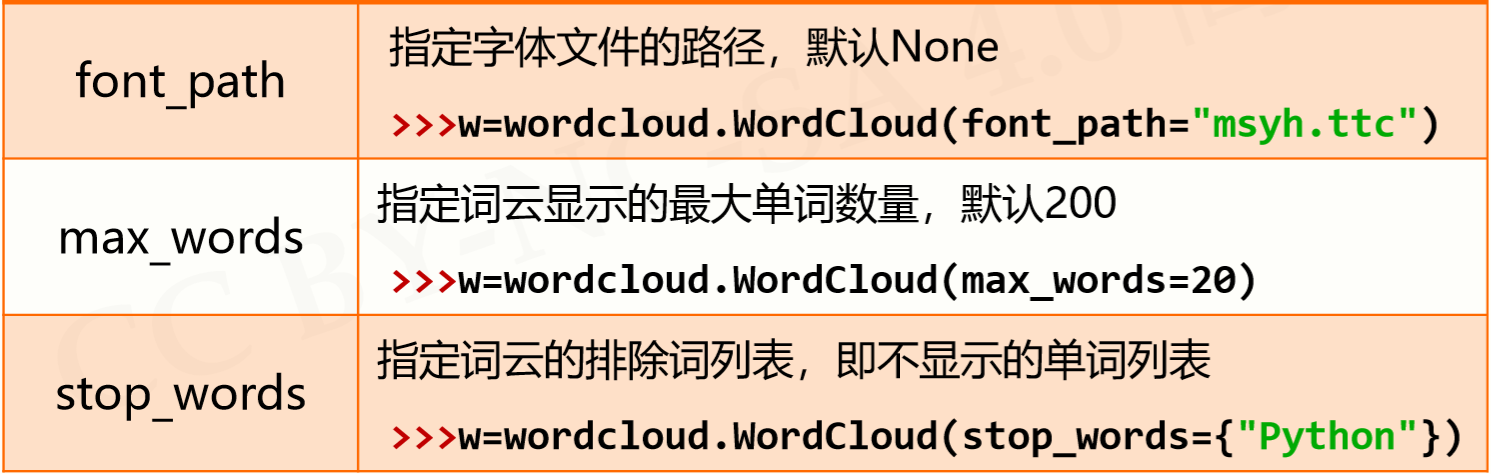 font_path
指定字体文件的路径，默认None
>>>w=wordcloud.WordCloud(font_path="msyh.ttc")
max_words
指定词云显示的最大单词数量，默认200
>>>w=wordcloud.WordCloud(max_words=20)
stop_words
指定词云的排除词列表，即不显示的单词列表
>>>w=wordcloud.WordCloud(stop_words={"Python"})
CC BY-NC-SA 4.0